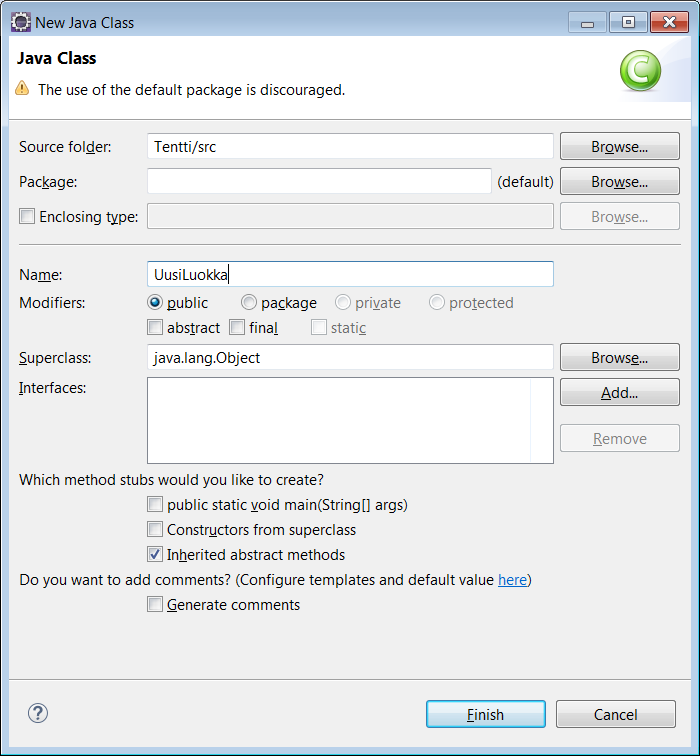 New Java Class
Java Class
The use of the default package is discouraged.
Source folder: Tentti/src Browse...
Package: (default) Browse...
Enclosing type: Browse...
Name: UusiLuokka
Modifiers: public package private protected
abstract final static
Superclass: java.lang.Object Browse...
Interfaces: Add...
Remove
Which method stubs would you like to create?
public static void main(String[] args)
Constructors from superclass
Inherited abstract methods
Do you want to add comments? (Configure templates and default value here)
Generate comments
? Finish Cancel